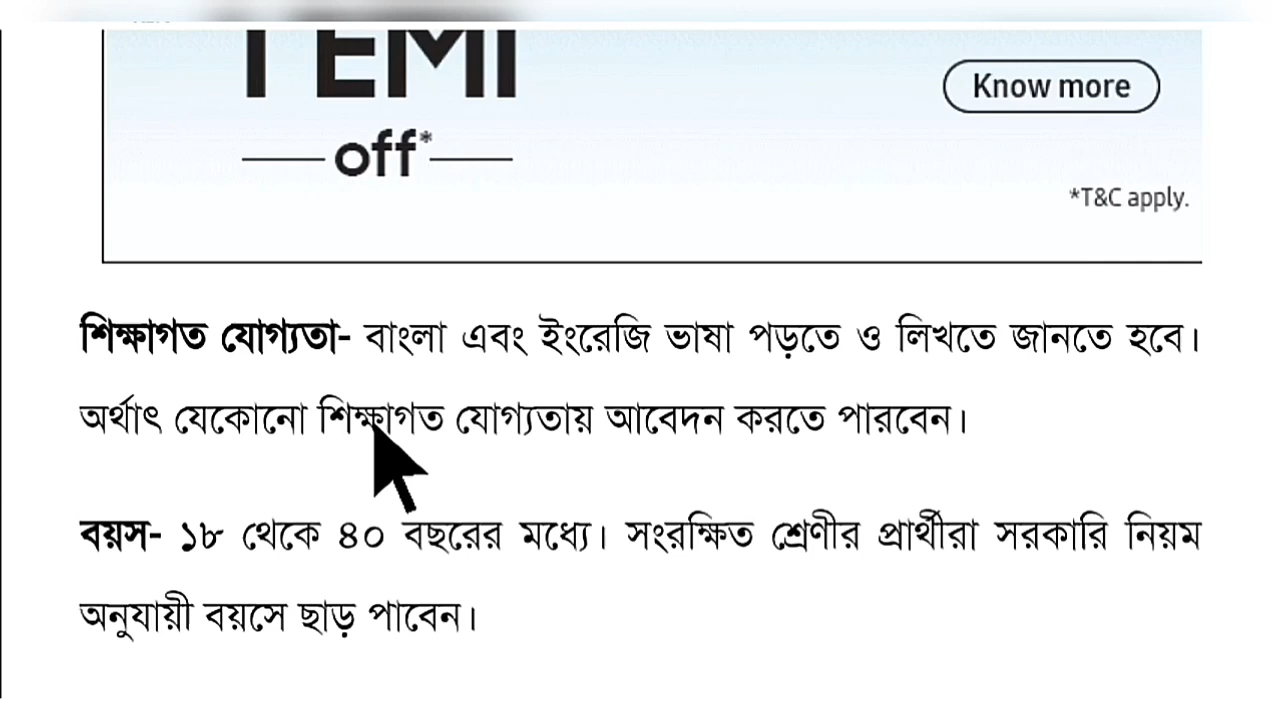 1 EMI
Know more
off*
*T&C apply.
শিক্ষাগত যোগ্যতা- বাংলা এবং ইংরেজি ভাষা পড়তে ও লিখতে জানতে হবে।
অর্থাৎ যেকোনো শিক্ষাগত যোগ্যতায় আবেদন করতে পারবেন।
বয়স- ১৮ থেকে ৪০ বছরের মধ্যে। সংরক্ষিত শ্রেণীর প্রার্থীরা সরকারি নিয়ম
অনুযায়ী বয়সে ছাড় পাবেন।